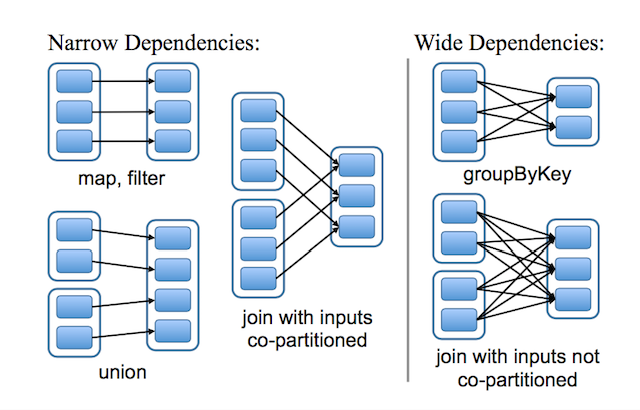 Narrow Dependencies:
Wide Dependencies:
map, filter
union
join with inputs
co-partitioned
groupByKey
join with inputs not
co-partitioned